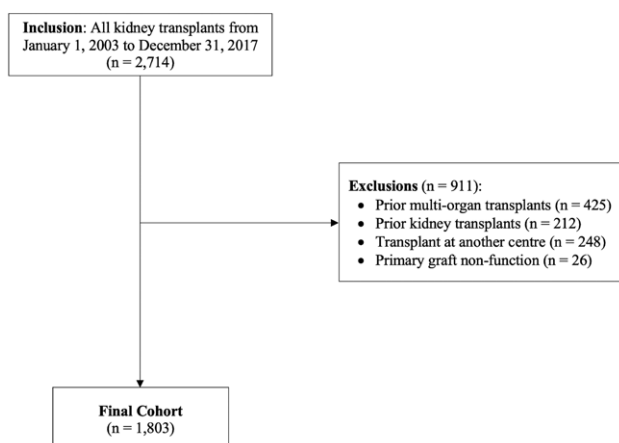 Inclusion: All kidney transplants from
January 1, 2003 to December 31, 2017
(n = 2,714)
Exclusions (n = 911):
• Prior multi-organ transplants (n = 425)
• Prior kidney transplants (n = 212)
• Transplant at another centre (n = 248)
• Primary graft non-function (n = 26)
Final Cohort
(n = 1,803)